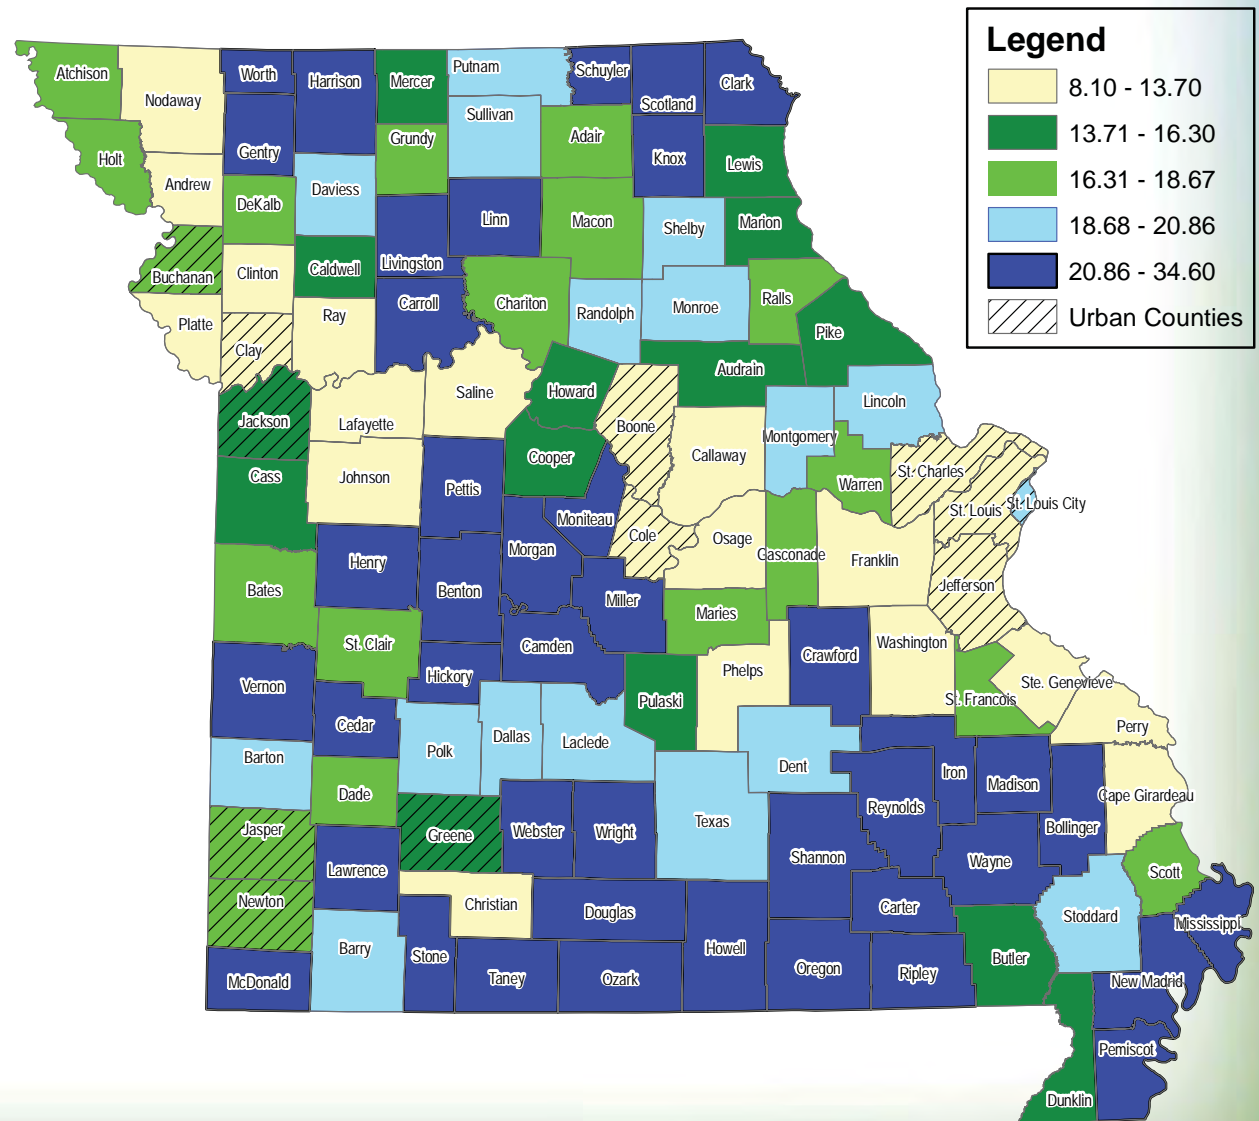 Legend
8.10 - 13.70
13.71 - 16.30
16.31 - 18.67
18.68 - 20.86
20.86 - 34.60
Urban Counties
Atchison
Nodaway
Worth
Harrison
Mercer
Putnam
Schuyler
Scotland
Clark
Holt
Andrew
Gentry
DeKalb
Daviess
Grundy
Sullivan
Adair
Knox
Lewis
Buchanan
Clinton
Caldwell
Livingston
Linn
Macon
Shelby
Marion
Platte
Clay
Ray
Carroll
Chariton
Randolph
Monroe
Ralls
Pike
Jackson
Lafayette
Saline
Howard
Boone
Audrain
Lincoln
Cass
Johnson
Pettis
Cooper
Callaway
Montgomery
Warren
St. Charles
St. Louis
St. Louis City
Moniteau
Morgan
Cole
Osage
Gasconade
Franklin
Jefferson
Bates
Henry
Benton
Miller
Maries
St. Clair
Camden
Hickory
Phelps
Crawford
Washington
Vernon
Cedar
Pulaski
St. Francois
Ste. Genevieve
Perry
Barton
Polk
Dallas
Laclede
Dent
Iron
Madison
Cape Girardeau
Jasper
Dade
Greene
Webster
Wright
Texas
Reynolds
Bollinger
Newton
Lawrence
Christian
Douglas
Shannon
Wayne
Scott
Carter
Stoddard
Mississippi
McDonald
Barry
Stone
Taney
Ozark
Howell
Oregon
Ripley
Butler
New Madrid
Pemiscot
Dunklin